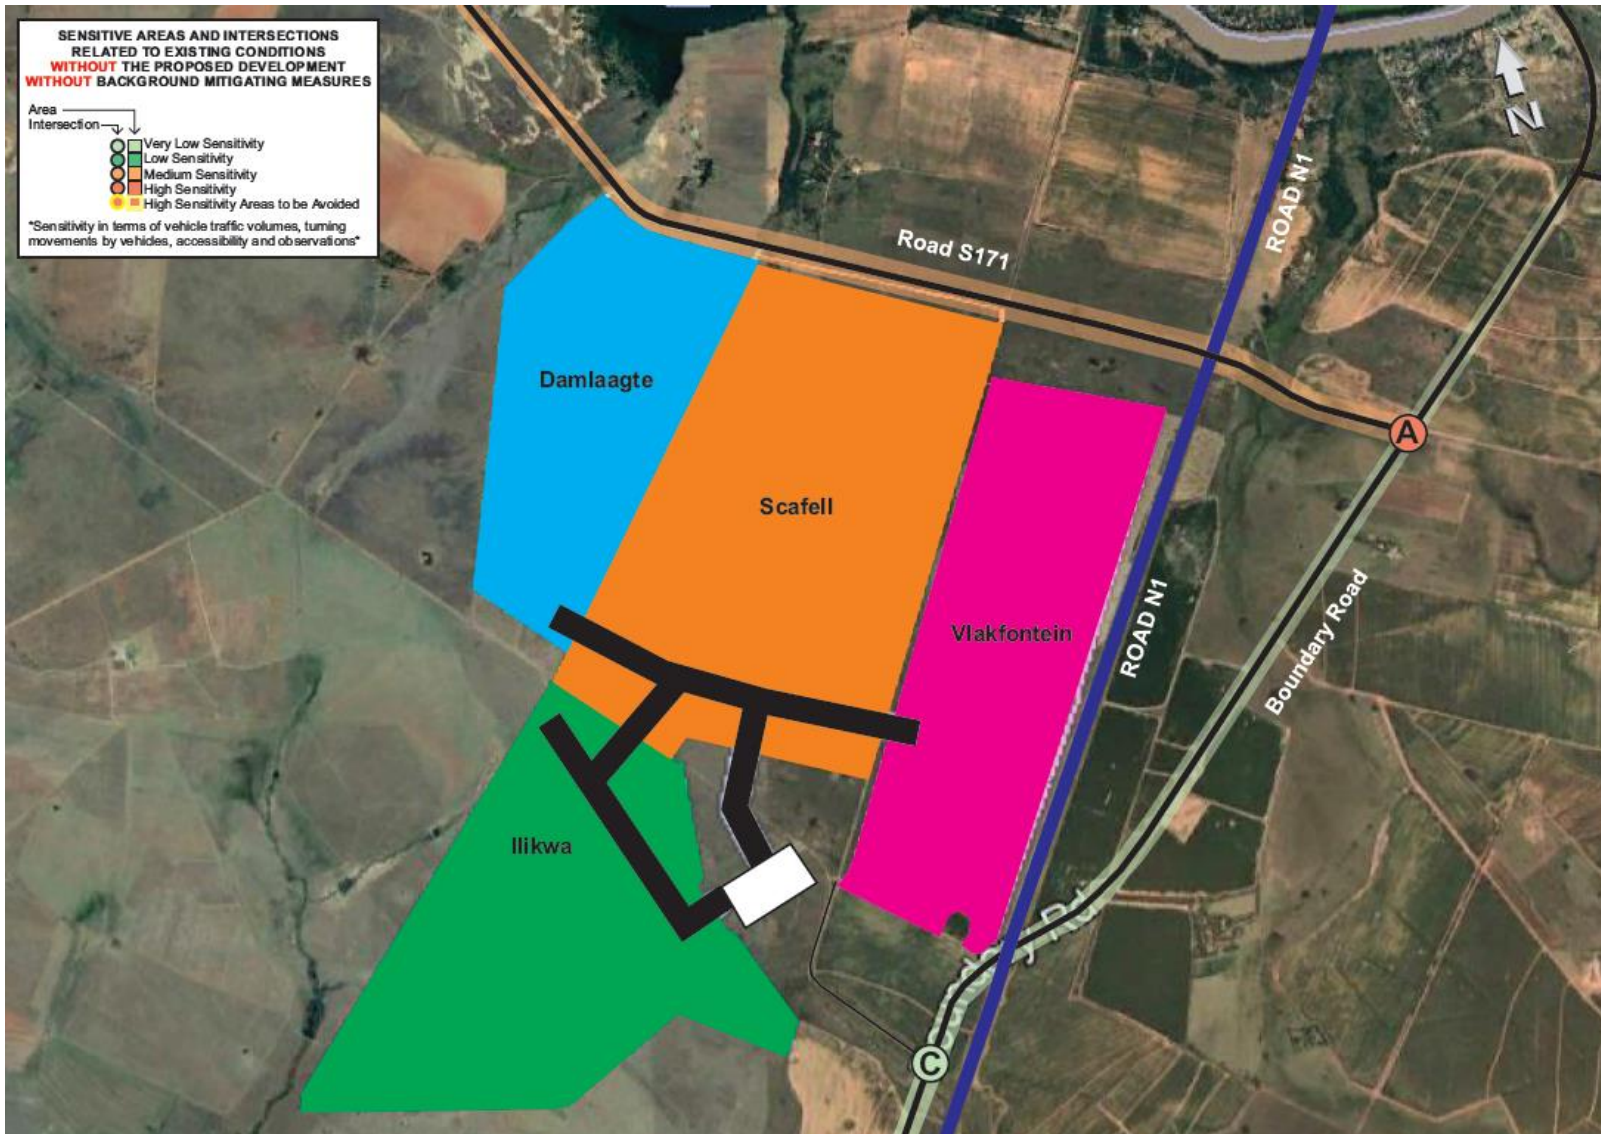 SENSITIVE AREAS AND INTERSECTIONS
RELATED TO EXISTING CONDITIONS
WITHOUT THE PROPOSED DEVELOPMENT
WITHOUT BACKGROUND MITIGATING MEASURES
Area
Intersection
Very Low Sensitivity
Low Sensitivity
Medium Sensitivity
High Sensitivity
High Sensitivity Areas to be Avoided
*Sensitivity in terms of vehicle traffic volumes, turning
movements by vehicles, accessibility and observations*
N
ROAD N1
Road S171
Damlaagte
A
Scafell
ROAD N1
Vlakfontein
Boundary Road
Ilikwa
Rd
C